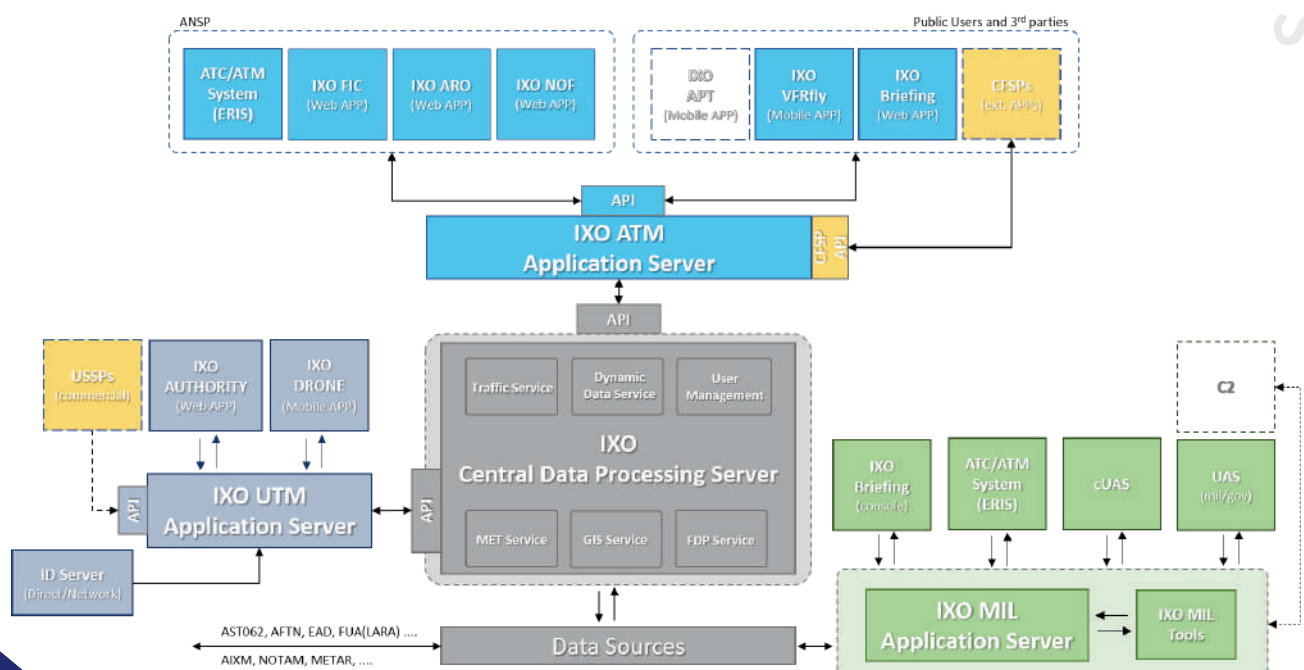 ANSP
Public Users and 3rd parties
ATC/ATM
System
(ERIS)
IXO FIC
(Web APP)
IXO ARO
(Web APP)
IXO NOF
(Web APP)
IXO
APT
(Mobile APP)
IXO
VFRfly
(Mobile APP)
IXO
Briefing
(Web APP)
CFSPs
(ext. APPs)
API
IXO ATM
Application Server
CFSP
API
API
USSPs
(commercial)
IXO
AUTHORITY
(Web APP)
IXO
DRONE
(Mobile APP)
Traffic Service
Dynamic
Data Service
User
Management
IXO
Central Data Processing Server
MET Service
GIS Service
FDP Service
API
API
IXO UTM
Application Server
ID Server
(Direct/Network)
C2
IXO
Briefing
(console)
ATC/ATM
System
(ERIS)
cUAS
UAS
(mil/gov)
IXO MIL
Application Server
IXO MIL
Tools
AST062, AFTN, EAD, FUA(LARA) ....
AIXM, NOTAM, METAR, ....
Data Sources